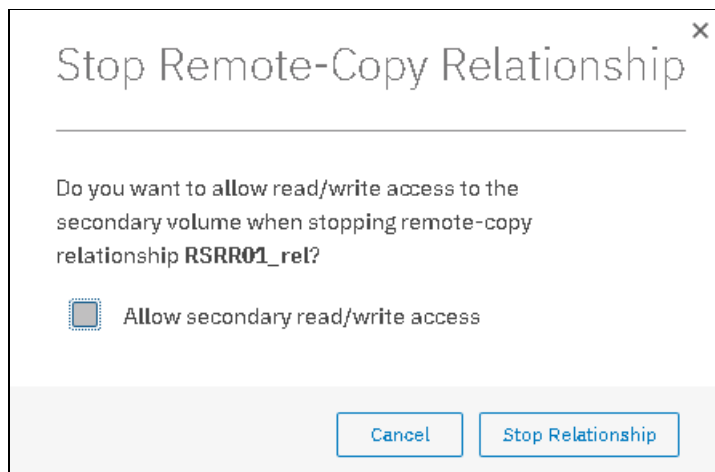 Stop Remote-Copy Relationship
Do you want to allow read/write access to the
secondary volume when stopping remote-copy
relationship RSRR01_rel?
Allow secondary read/write access
Cancel
Stop Relationship